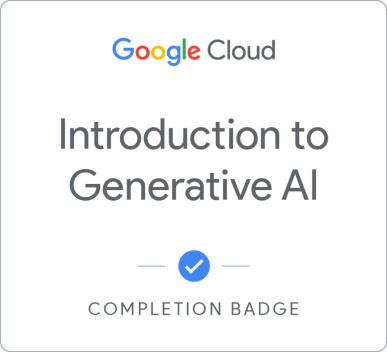 Google Cloud
Introduction to
Generative AI
COMPLETION BADGE